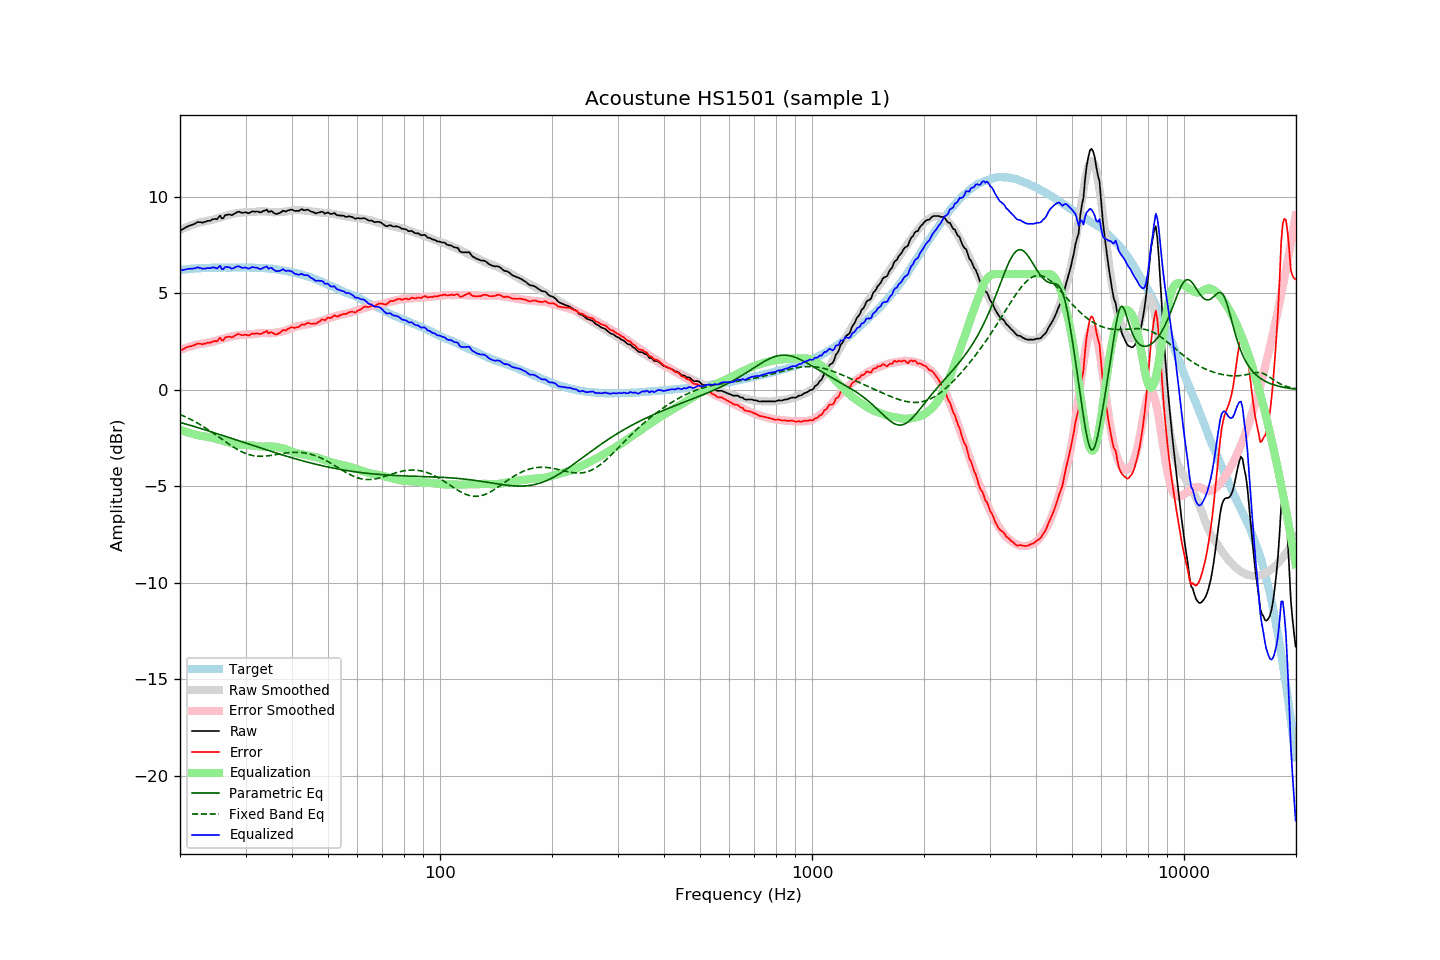 Acoustune HS1501 (sample 1)
10
5
0
−5
−10
−15
−20
Amplitude (dBr)
Target
Raw Smoothed
Error Smoothed
Raw
Error
Equalization
Parametric Eq
Fixed Band Eq
Equalized
100
1000
10000
Frequency (Hz)